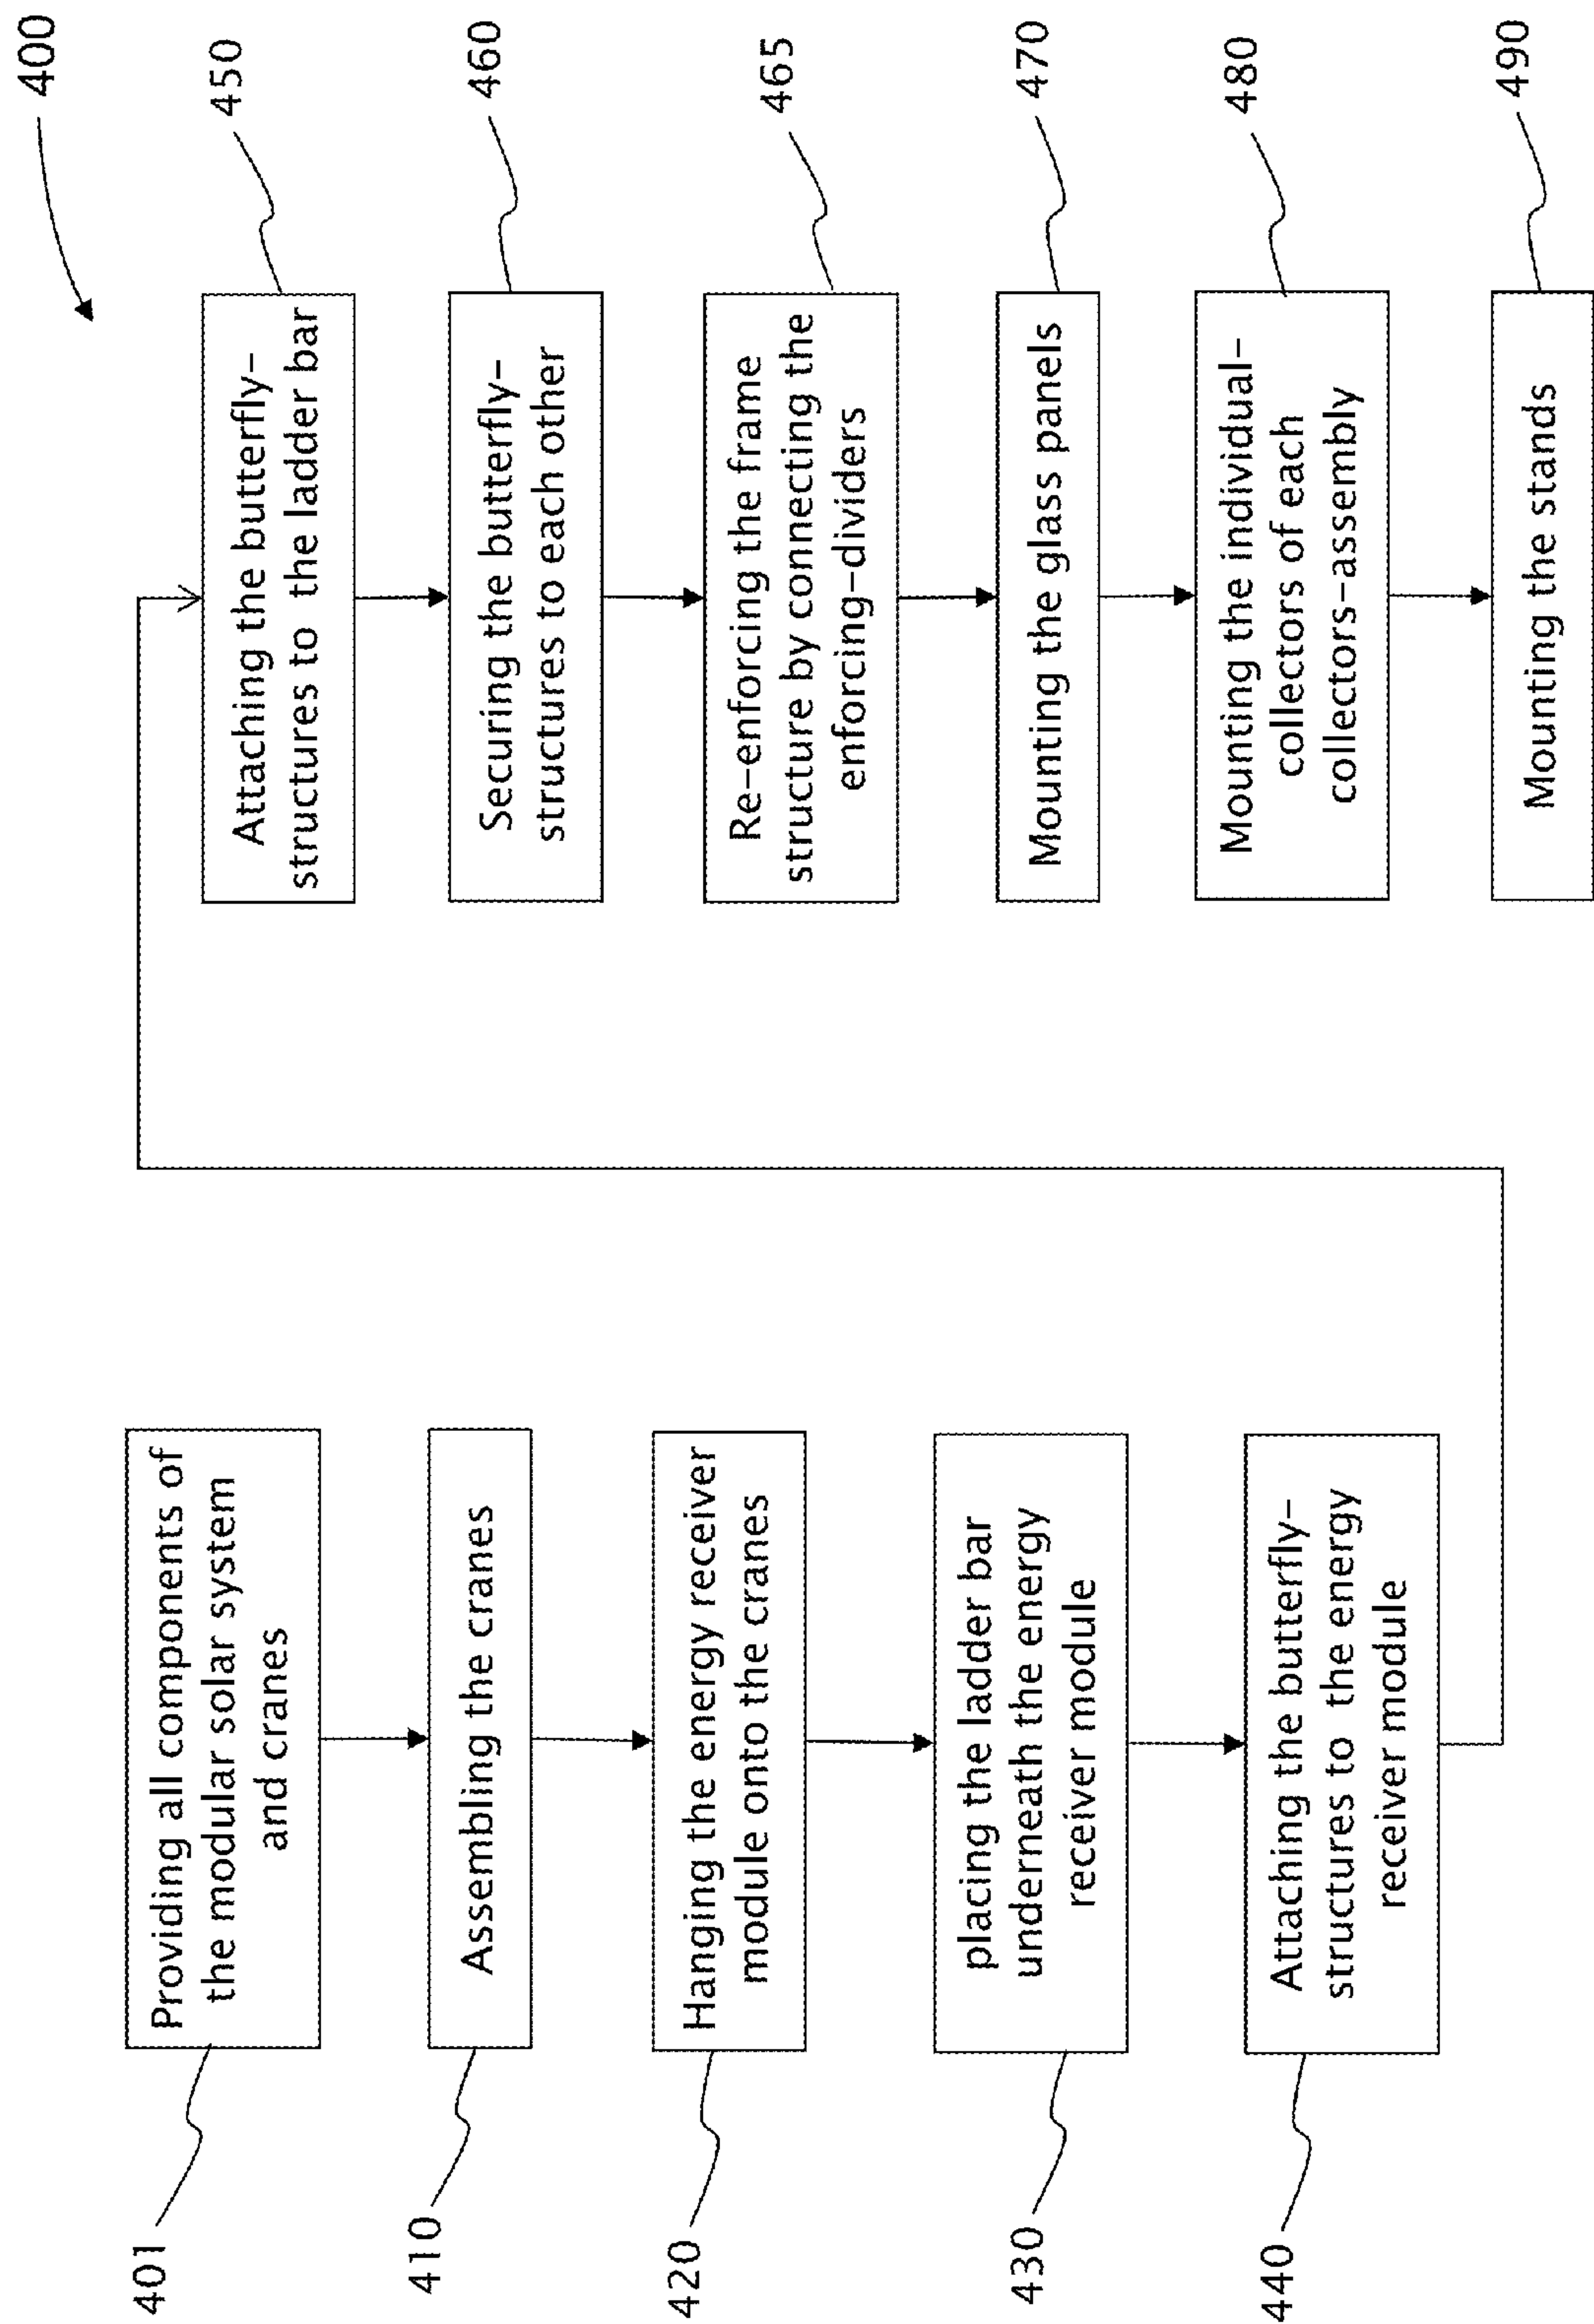 400
401
Providing all components of
the modular solar system
and cranes
410
Assembling the cranes
420
Hanging the energy receiver
module onto the cranes
430
placing the ladder bar
underneath the energy
receiver module
440
Attaching the butterfly-
structures to the energy
receiver module
450
Attaching the butterfly-
structures to the ladder bar
460
Securing the butterfly-
structures to each other
465
Re-enforcing the frame
structure by connecting the
enforcing-dividers
470
Mounting the glass panels
480
Mounting the individual-
collectors of each
collectors-assembly
490
Mounting the stands